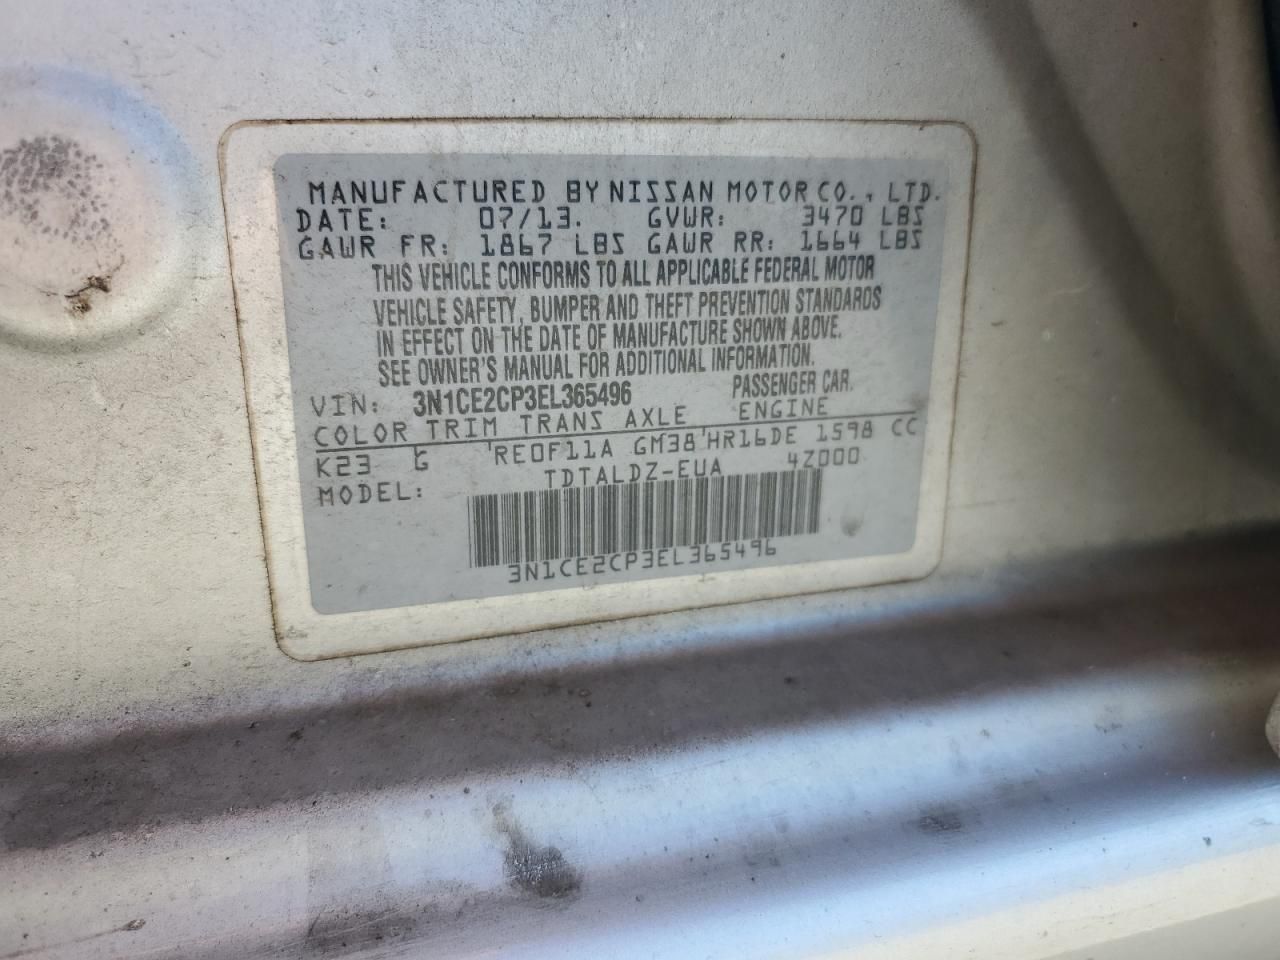 MANUFACTURED BY NISSAN MOTOR CO., LTD.
DATE: 07/13. GVWR: 3470 LBS
GAWR FR: 1867 LBS GAWR RR: 1664 LBS
THIS VEHICLE CONFORMS TO ALL APPLICABLE FEDERAL MOTOR
VEHICLE SAFETY, BUMPER AND THEFT PREVENTION STANDARDS
IN EFFECT ON THE DATE OF MANUFACTURE SHOWN ABOVE.
SEE OWNER'S MANUAL FOR ADDITIONAL INFORMATION.
VIN: 3N1CE2CP3EL365496 PASSENGER CAR.
COLOR TRIM TRANS AXLE ENGINE
K23 G 'RE0F11A GM38'HR16DE 1598 CC
MODEL: TDTALDZ-EUA 4Z000
3N1CE2CP3EL365496